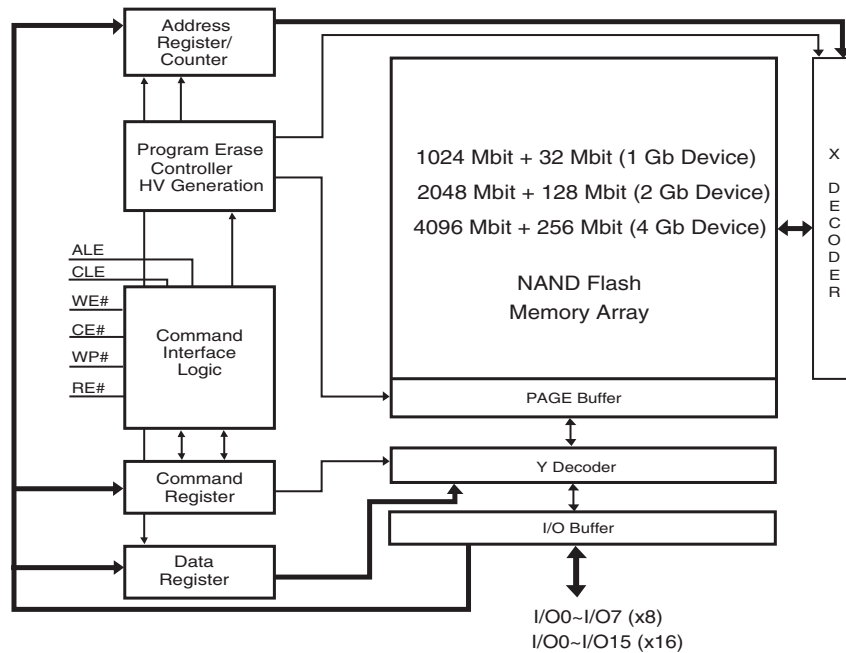 Address
Register/
Counter
Program Erase
Controller
HV Generation
ALE
CLE
WE#
CE#
WP#
RE#
Command
Interface
Logic
Command
Register
Data
Register
1024 Mbit + 32 Mbit (1 Gb Device)
2048 Mbit + 128 Mbit (2 Gb Device)
4096 Mbit + 256 Mbit (4 Gb Device)
NAND Flash
Memory Array
PAGE Buffer
Y Decoder
I/O Buffer
I/O0~I/O7 (x8)
I/O0~I/O15 (x16)
X DECODER